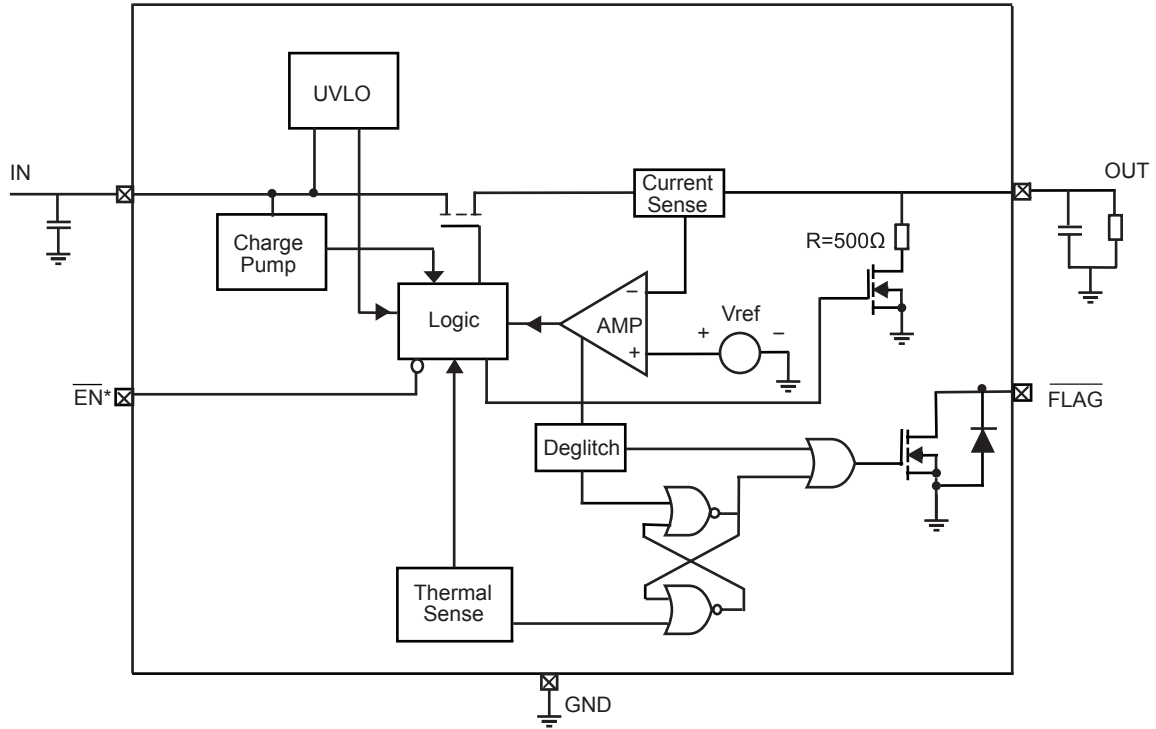 UVLO
IN
OUT
Current
Sense
Charge
Pump
R=500Ω
Logic
−
AMP
+
Vref
+
−
EN*
FLAG
Deglitch
Thermal
Sense
GND